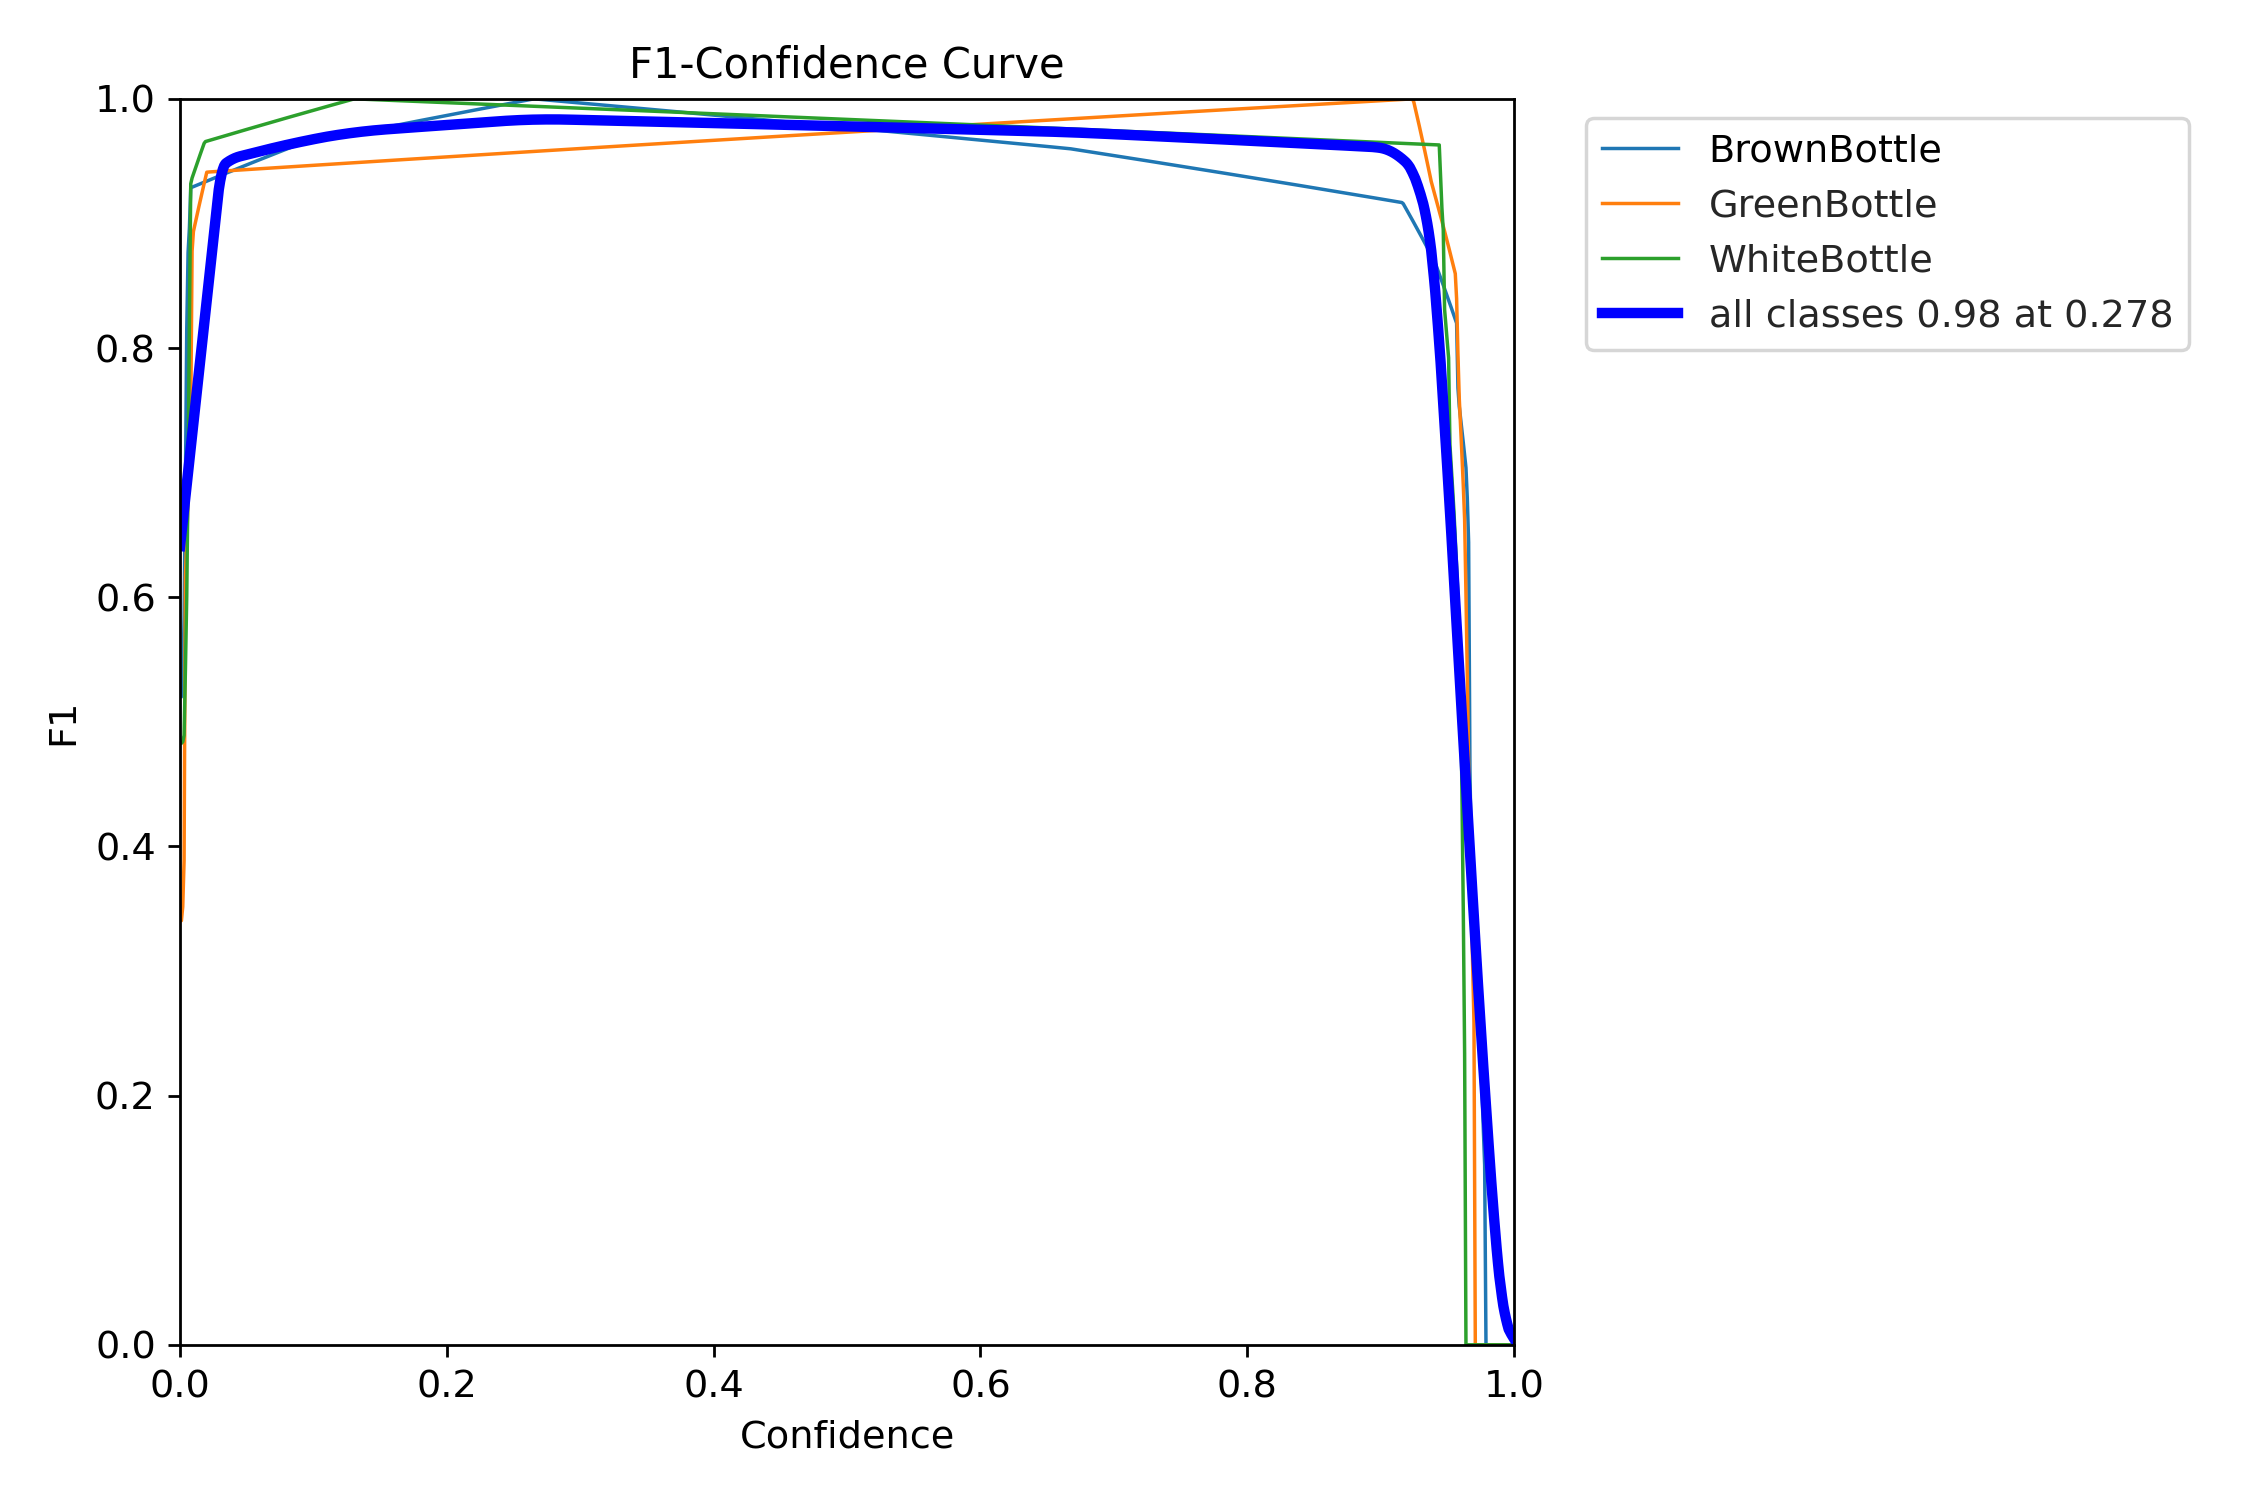 F1-Confidence Curve
1.0
0.8
0.6
0.4
0.2
0.0
F1
0.0 0.2 0.4 0.6 0.8 1.0
Confidence
BrownBottle
GreenBottle
WhiteBottle
all classes 0.98 at 0.278